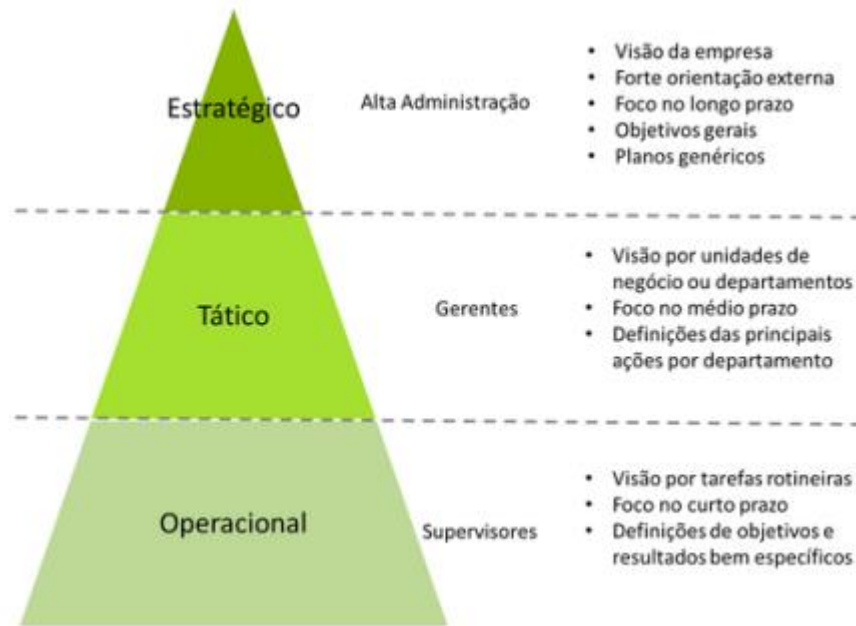 Estratégico
Alta Administração
• Visão da empresa
• Forte orientação externa
• Foco no longo prazo
• Objetivos gerais
• Planos genéricos
Tático
Gerentes
• Visão por unidades de
negócio ou departamentos
• Foco no médio prazo
• Definições das principais
ações por departamento
Operacional
Supervisores
• Visão por tarefas rotineiras
• Foco no curto prazo
• Definições de objetivos e
resultados bem específicos